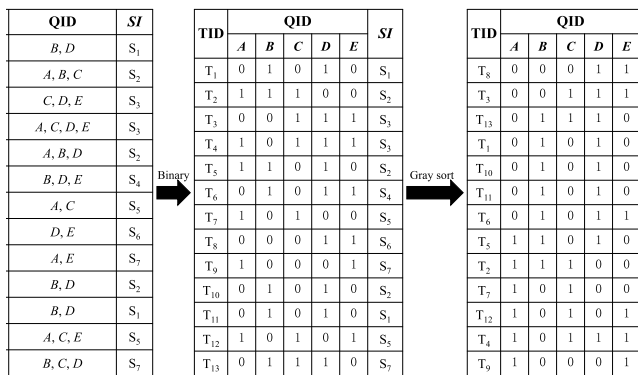 QID SI
B, D S1
A, B, C S2
C, D, E S3
A, C, D, E S3
A, B, D S2
B, D, E S4
A, C S5
D, E S6
A, E S7
B, D S2
B, D S1
A, C, E S5
B, C, D S7
Binary
TID QID SI
A B C D E
T1 0 1 0 1 0 S1
T2 1 1 1 0 0 S2
T3 0 0 1 1 1 S3
T4 1 0 1 1 1 S3
T5 1 1 0 1 0 S2
T6 0 1 0 1 1 S4
T7 1 0 1 0 0 S5
T8 0 0 0 1 1 S6
T9 1 0 0 0 1 S7
T10 0 1 0 1 0 S2
T11 0 1 0 1 0 S1
T12 1 0 1 0 1 S5
T13 0 1 1 1 0 S7
Gray sort
TID QID
A B C D E
T8 0 0 0 1 1
T3 0 0 1 1 1
T13 0 1 1 1 0
T1 0 1 0 1 0
T10 0 1 0 1 0
T11 0 1 0 1 0
T6 0 1 0 1 1
T5 1 1 0 1 0
T2 1 1 1 0 0
T7 1 0 1 0 0
T12 1 0 1 0 1
T4 1 0 1 1 1
T9 1 0 0 0 1